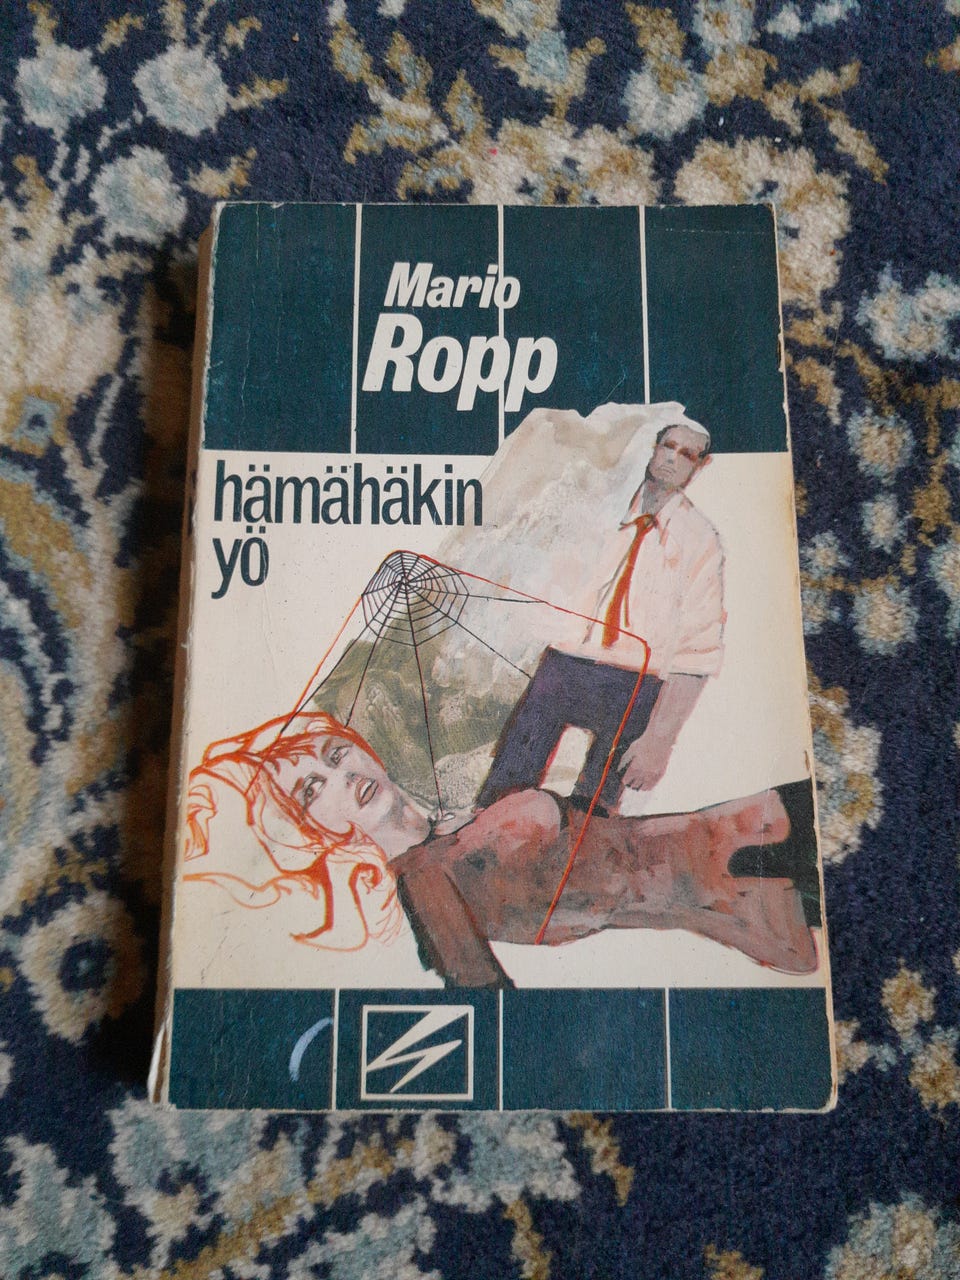 Mario
Ropp
hämähäkin
yö